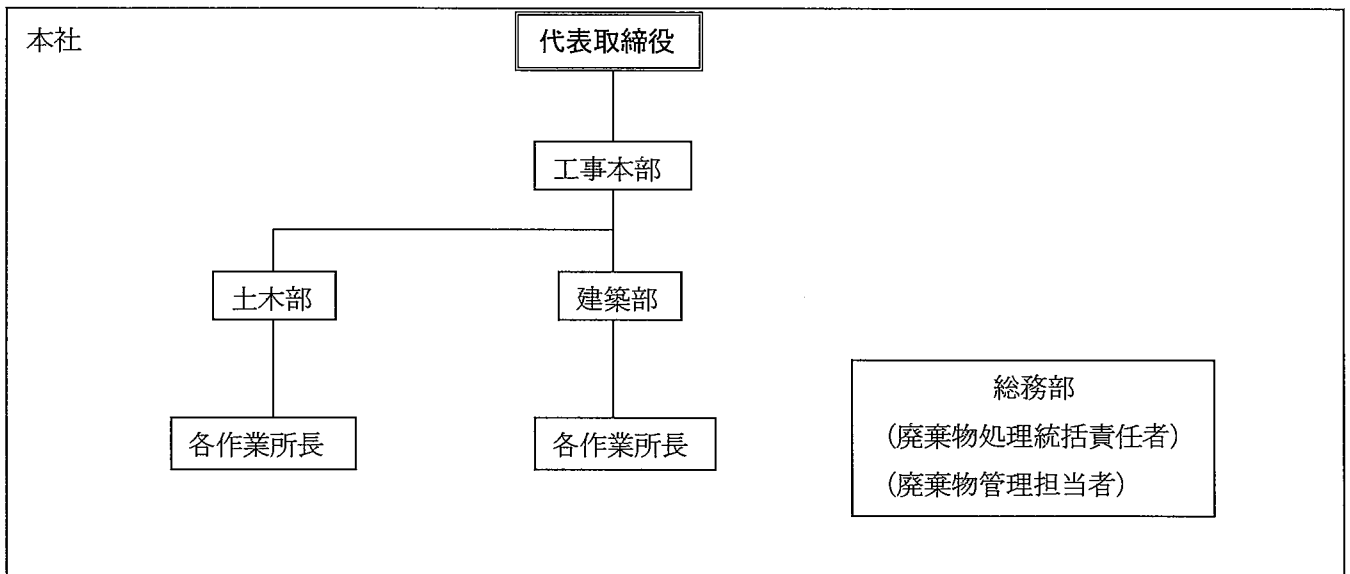 本社
代表取締役
工事本部
土木部
建築部
各作業所長
各作業所長
総務部
（廃棄物処理統括責任者）
（廃棄物管理担当者）